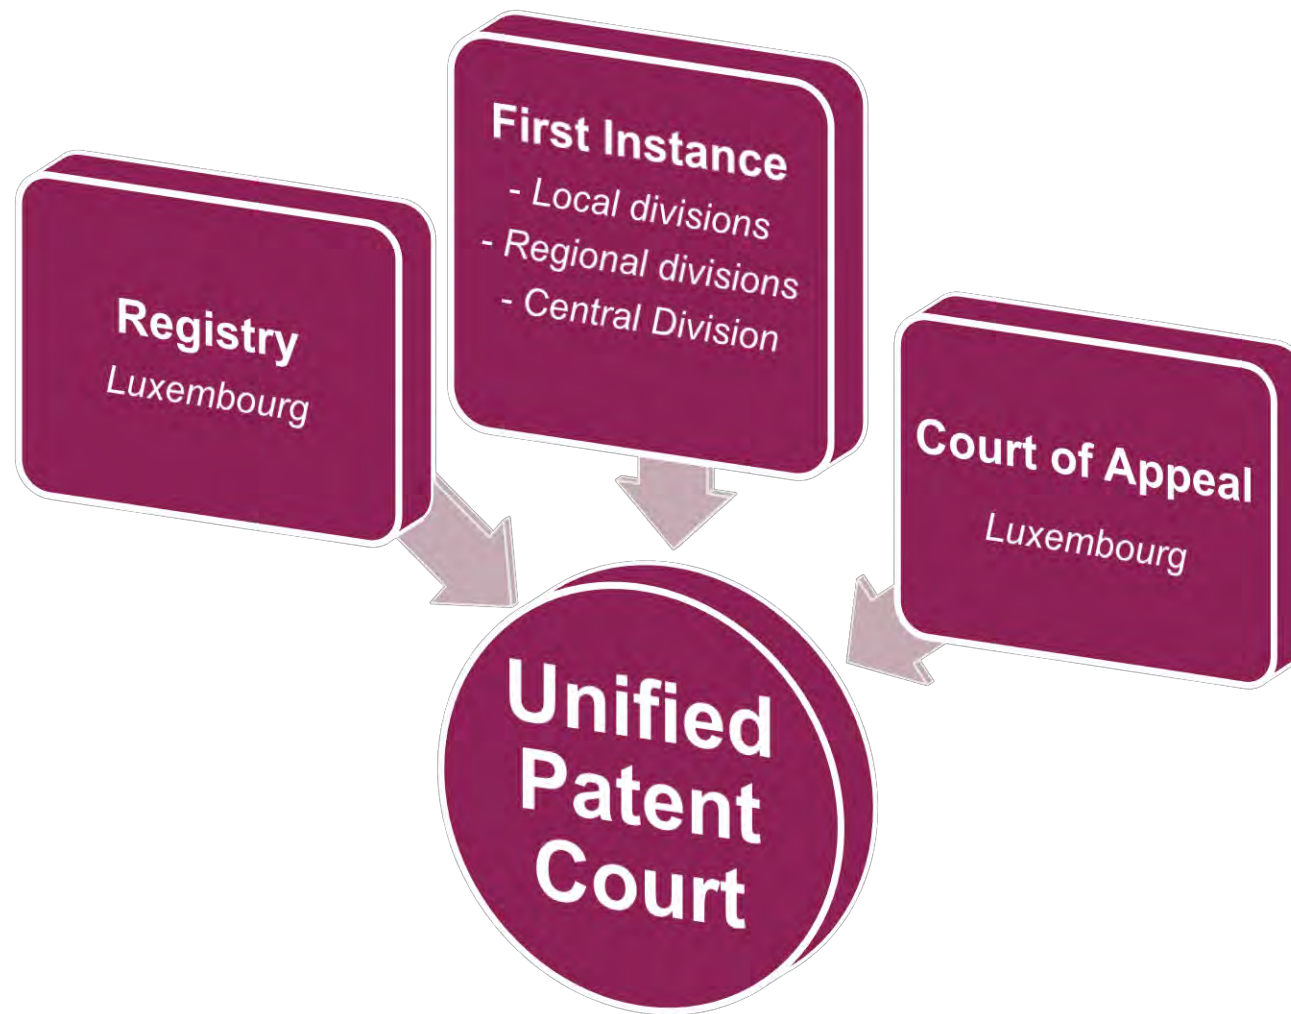 First Instance
- Local divisions
- Regional divisions
- Central Division
Registry
Luxembourg
Court of Appeal
Luxembourg
Unified
Patent
Court